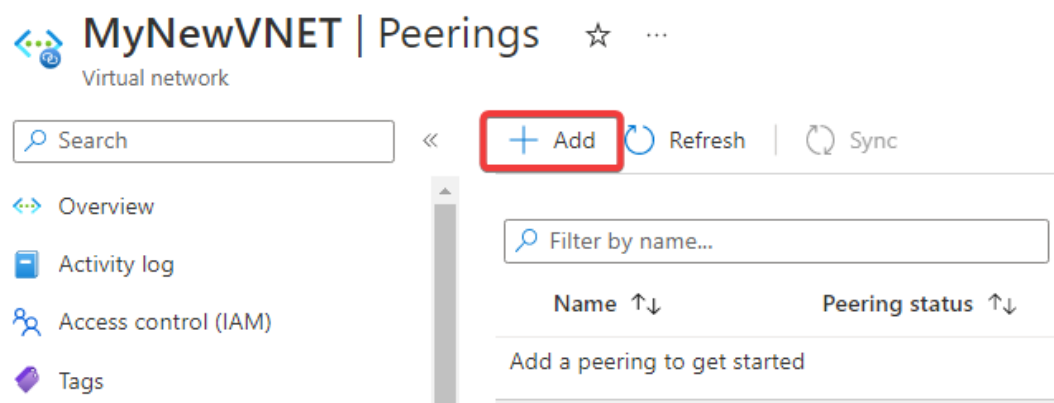 MyNewVNET | Peerings
Virtual network
Search
Add Refresh Sync
Overview
Activity log
Access control (IAM)
Tags
Filter by name...
Name Peering status
Add a peering to get started